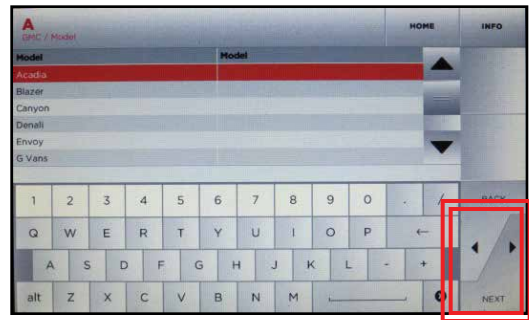 A
GMC / Model
HOME
INFO
Model Model
Acadia
Blazer
Canyon
Denali
Envoy
G Vans
1 2 3 4 5 6 7 8 9 0 . /
BACK
Q W E R T Y U I O P ←
A S D F G H J K L - +
alt Z X C V B N M
NEXT